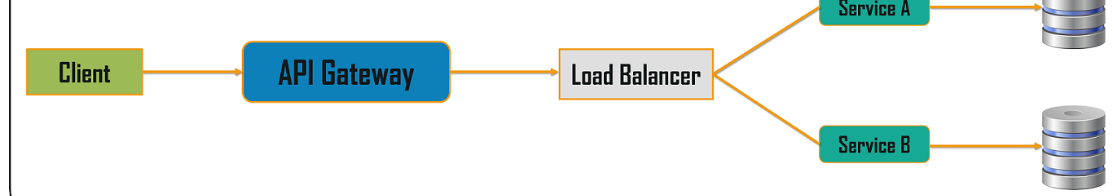 Service A
Client
API Gateway
Load Balancer
Service B